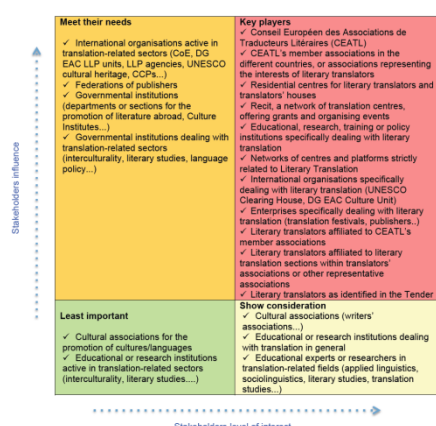 Stakeholders influence
Meet their needs
✓ International organisations active in
translation-related sectors (CoE, DG
EAC LLP units, LLP agencies, UNESCO
cultural heritage, CCPs...)
✓ Federations of publishers
✓ Governmental institutions
(departments or sections for the
promotion of literature abroad, Culture
Institutes...)
✓ Governmental institutions dealing with
translation-related sectors
(interculturality, literary studies, language
policy...)
Key players
✓ Conseil Européen des Associations de
Traducteurs Litéraires (CEATL)
✓ CEATL's member associations in the
different countries, or associations representing
the interests of literary translators
✓ Residential centres for literary translators and
translators' houses
✓ Recit, a network of translation centres,
offering grants and organising events
✓ Educational, research, training or policy
institutions specifically dealing with literary
translation
✓ Networks of centres and platforms strictly
related to Literary Translation
✓ International organisations specifically
dealing with literary translation (UNESCO
Clearing House, DG EAC Culture Unit)
✓ Enterprises specifically dealing with literary
translation (translation festivals, publishers..)
✓ Literary translators affiliated to CEATL's
member associations
✓ Literary translators affiliated to literary
translation sections within translators'
associations or other representative
associations
✓ Literary translators as identified in the Tender
Least important
✓ Cultural associations for the
promotion of cultures/languages
✓ Educational or research institutions
active in translation-related sectors
(interculturality, literary studies....)
Show consideration
✓ Cultural associations (writers'
associations...)
✓ Educational or research institutions dealing
with translation in general
✓ Educational experts or researchers in
translation-related fields (applied linguistics,
sociolinguistics, literary studies, translation
studies...)
Stakeholders level of interest